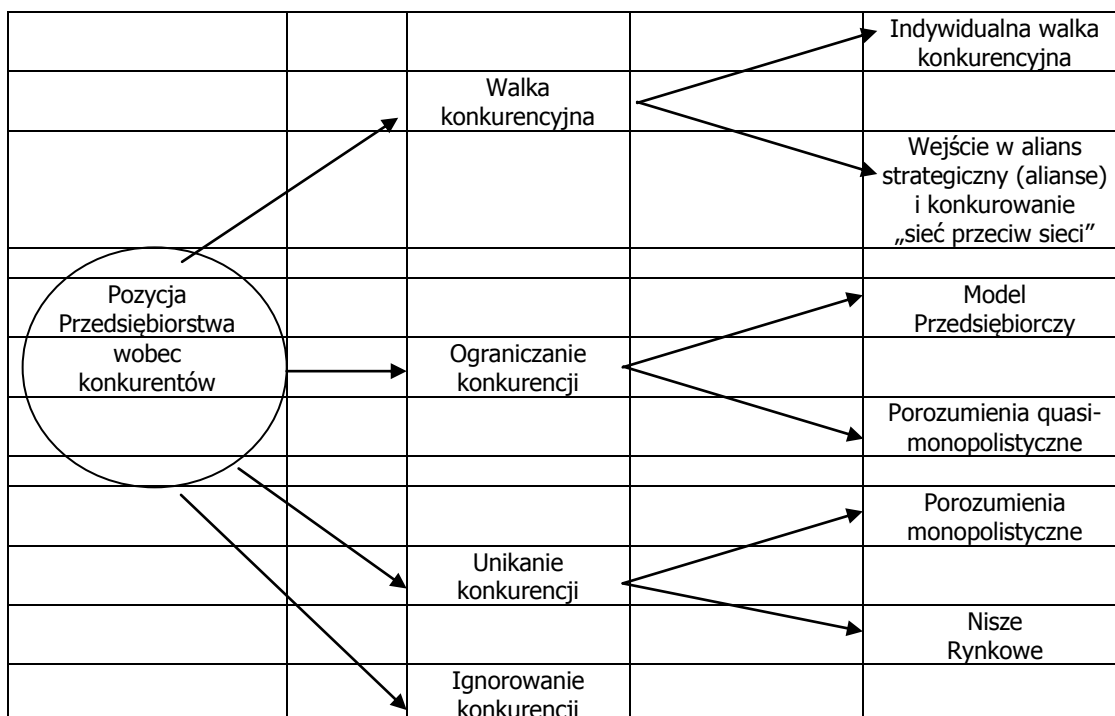 Indywidualna walka
konkurencyjna
Walka
konkurencyjna
Wejście w alians
strategiczny (alianse)
i konkurowanie
„sieć przeciw sieci”
Pozycja
Przedsiębiorstwa
wobec
konkurentów
Model
Przedsiębiorczy
Ograniczanie
konkurencji
Porozumienia quasi-
monopolistyczne
Porozumienia
monopolistyczne
Unikanie
konkurencji
Nisze
Rynkowe
Ignorowanie
konkurencji